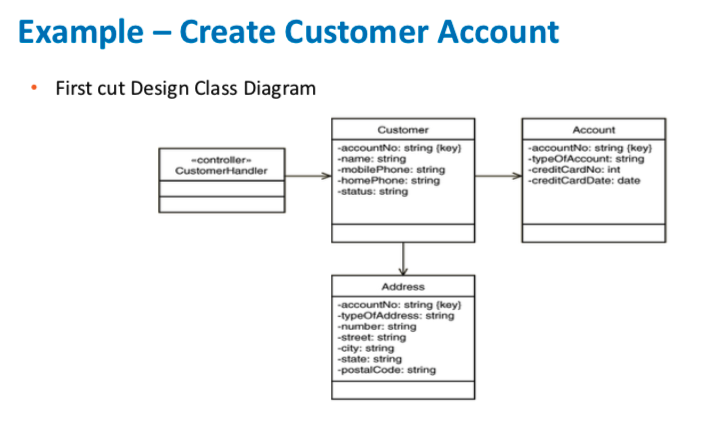 Example – Create Customer Account
• First cut Design Class Diagram
«controller»
CustomerHandler
Customer
-accountNo: string {key}
-name: string
-mobilePhone: string
-homePhone: string
-status: string
Account
-accountNo: string {key}
-typeOfAccount: string
-creditCardNo: int
-creditCardDate: date
Address
-accountNo: string {key}
-typeOfAddress: string
-number: string
-street: string
-city: string
-state: string
-postalCode: string